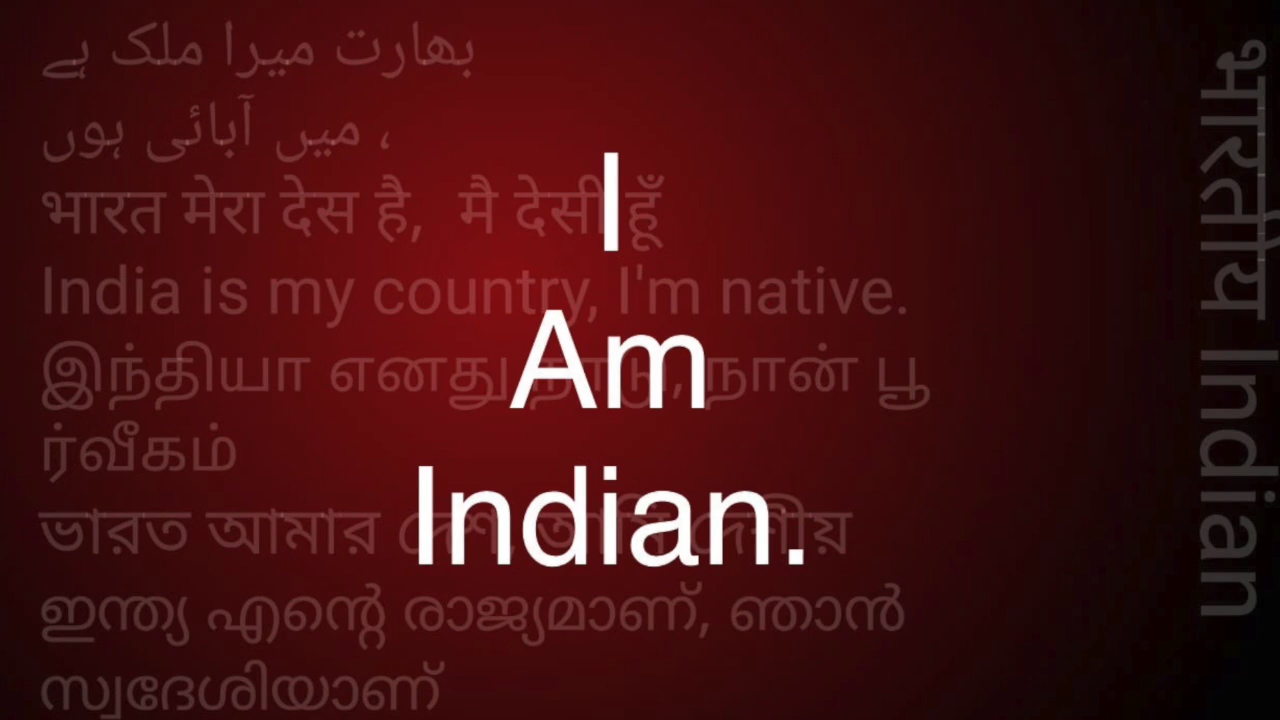 بھارت میرا ملک ہے
، میں آبائی ہوں
भारत मेरा देस है, मै देसी हूँ
India is my country, I'm native.
இந்தியா எனது நாடு, நான் பூ
ர்வீகம்
ভারত আমার দেশ, আমি দেশীয়
ഇന്ത്യ എന്റെ രാജ്യമാണ്, ഞാൻ
സ്വദേശിയാണ്
I
Am
Indian.
भारतीय Indian